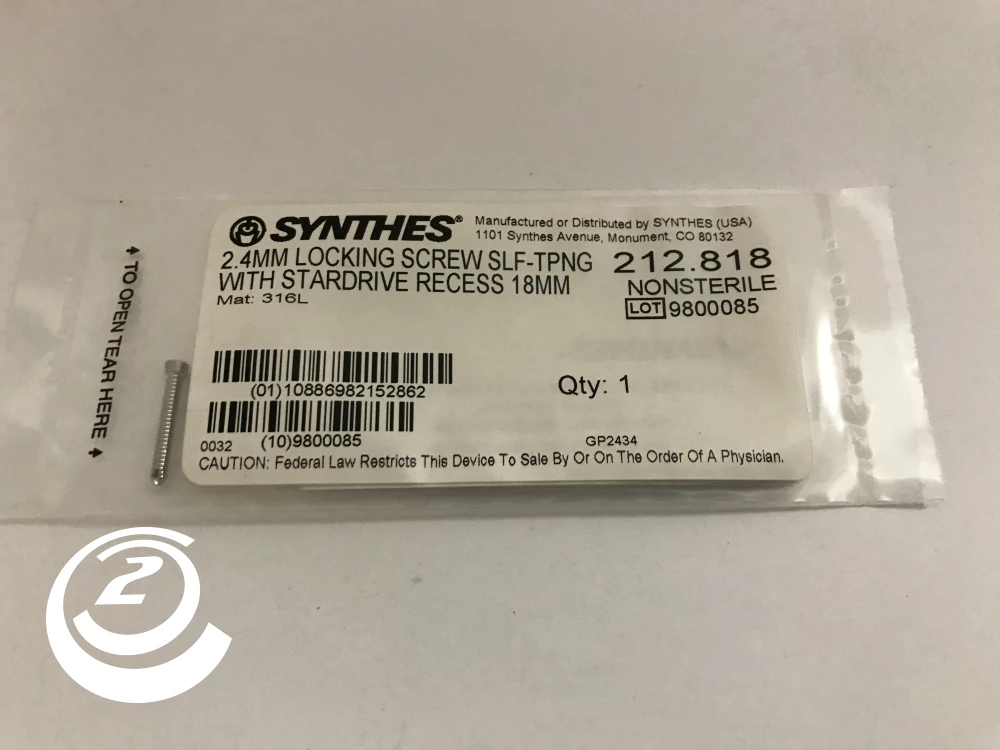 SYNTHES®
Manufactured or Distributed by SYNTHES (USA)
1101 Synthes Avenue, Monument, CO 80132
2.4MM LOCKING SCREW SLF-TPNG
WITH STARDRIVE RECESS 18MM
Mat: 316L
212.818
NONSTERILE
LOT 9800085
(01)10886982152862
Qty: 1
0032
(10)9800085
GP2434
CAUTION: Federal Law Restricts This Device To Sale By Or On The Order Of A Physician.
TO OPEN TEAR HERE
2